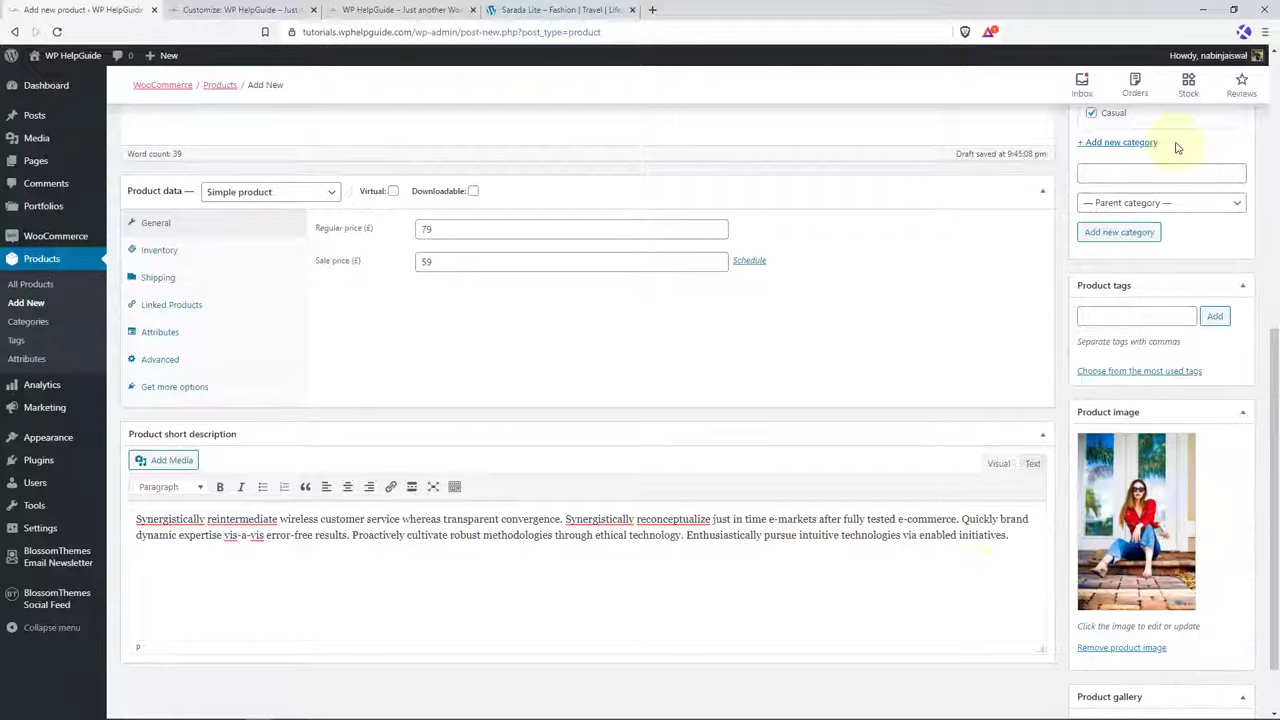 Add new product ‹ WP HelpGuide
Customize: WP HelpGuide – Just
WP HelpGuide – Just another Wo
Sarada Lite – Fashion | Travel | Life
tutorials.wphelpguide.com/wp-admin/post-new.php?post_type=product
WP HelpGuide
0
New
Howdy, nabinjaiswal
Dashboard
Posts
Media
Pages
Comments
Portfolios
WooCommerce
Products
All Products
Add New
Categories
Tags
Attributes
Analytics
Marketing
Appearance
Plugins
Users
Tools
Settings
BlossomThemes
Email Newsletter
BlossomThemes
Social Feed
Collapse menu
WooCommerce / Products / Add New
Inbox
Orders
Stock
Reviews
Word count: 39
Draft saved at 9:45:08 pm
Product data —
Simple product
Virtual:
Downloadable:
General
Inventory
Shipping
Linked Products
Attributes
Advanced
Get more options
Regular price (£)
79
Sale price (£)
59
Schedule
Product short description
Add Media
Visual
Text
Paragraph
Synergistically reintermediate wireless customer service whereas transparent convergence. Synergistically reconceptualize just in time e-markets after fully tested e-commerce. Quickly brand
dynamic expertise vis-a-vis error-free results. Proactively cultivate robust methodologies through ethical technology. Enthusiastically pursue intuitive technologies via enabled initiatives.
P
Casual
+ Add new category
— Parent category —
Add new category
Product tags
Add
Separate tags with commas
Choose from the most used tags
Product image
Click the image to edit or update
Remove product image
Product gallery